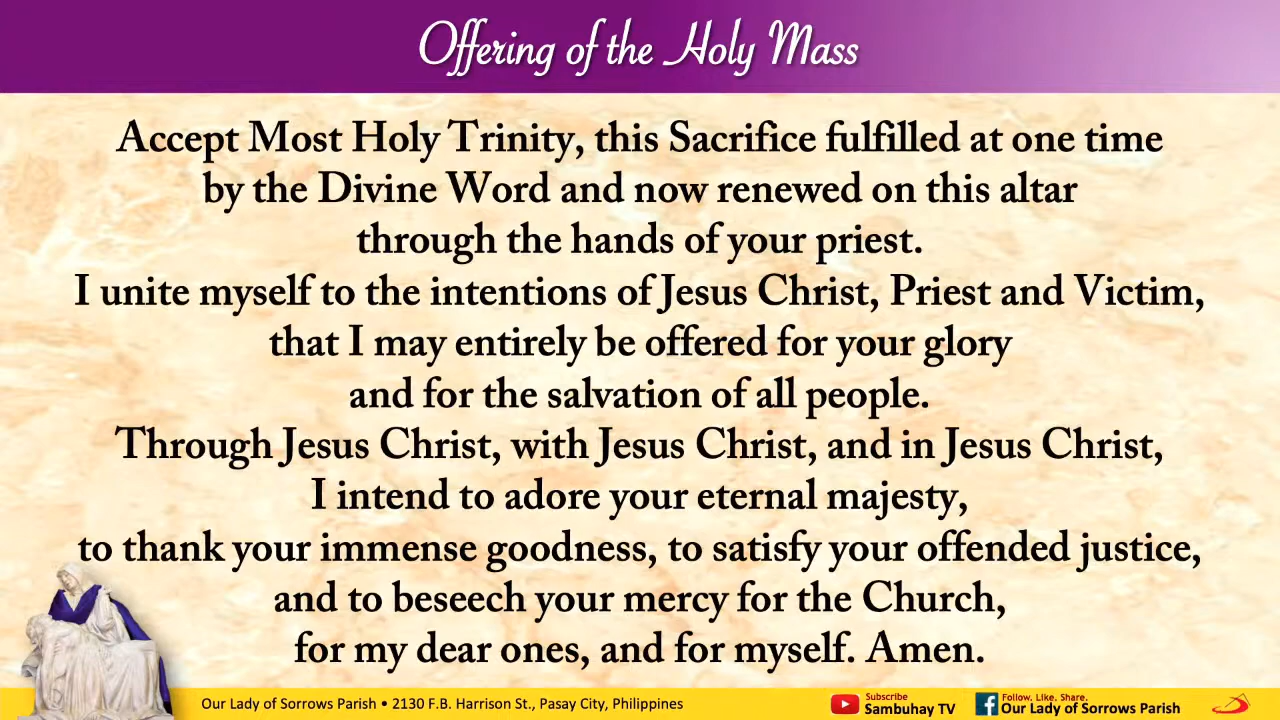 Offering of the Holy Mass
Accept Most Holy Trinity, this Sacrifice fulfilled at one time
by the Divine Word and now renewed on this altar
through the hands of your priest.
I unite myself to the intentions of Jesus Christ, Priest and Victim,
that I may entirely be offered for your glory
and for the salvation of all people.
Through Jesus Christ, with Jesus Christ, and in Jesus Christ,
I intend to adore your eternal majesty,
to thank your immense goodness, to satisfy your offended justice,
and to beseech your mercy for the Church,
for my dear ones, and for myself. Amen.
Our Lady of Sorrows Parish • 2130 F.B. Harrison St., Pasay City, Philippines
Subscribe
Sambuhay TV
Follow. Like. Share.
Our Lady of Sorrows Parish